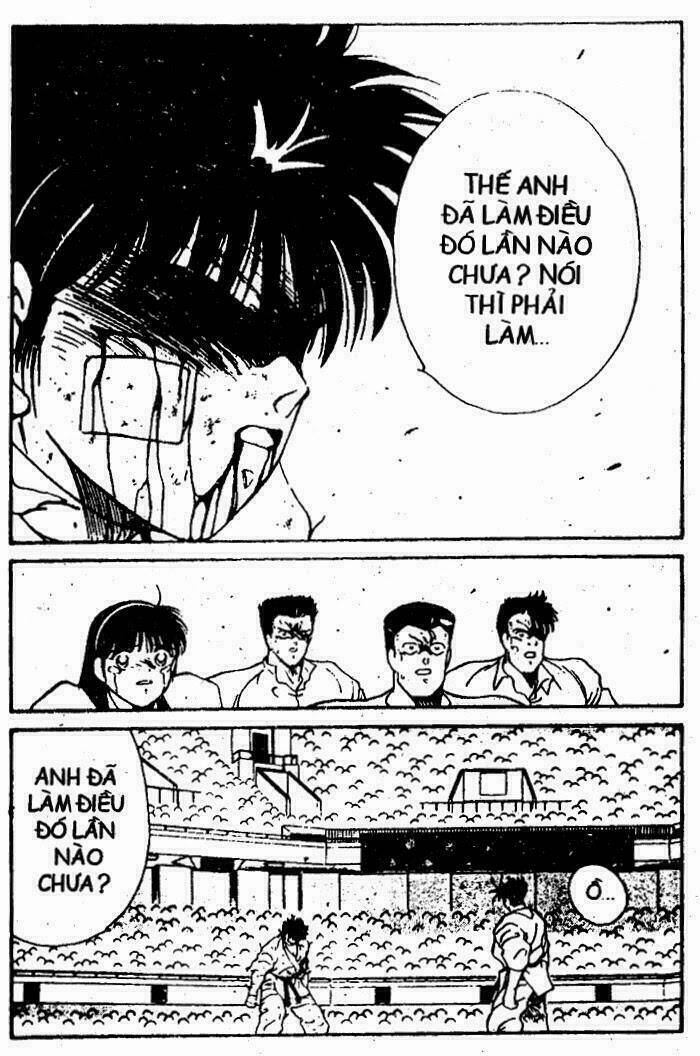 THẾ ANH
ĐÃ LÀM ĐIỀU
ĐÓ LẦN NÀO
CHƯA? NÓI
THÌ PHẢI
LÀM...
ANH ĐÃ
LÀM ĐIỀU
ĐÓ LẦN
NÀO
CHƯA?
Ồ...